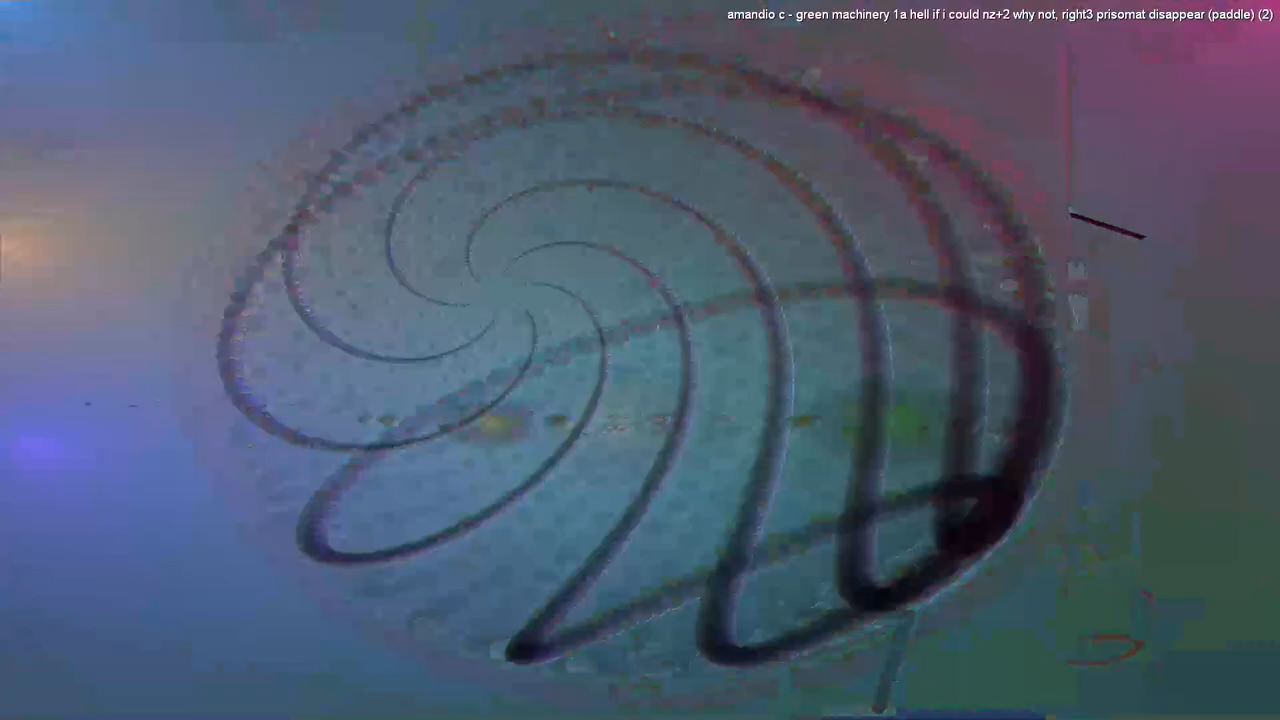 amandio c - green machinery 1a hell if i could nz+2 why not, right3 prisomat disappear (paddle) (2)